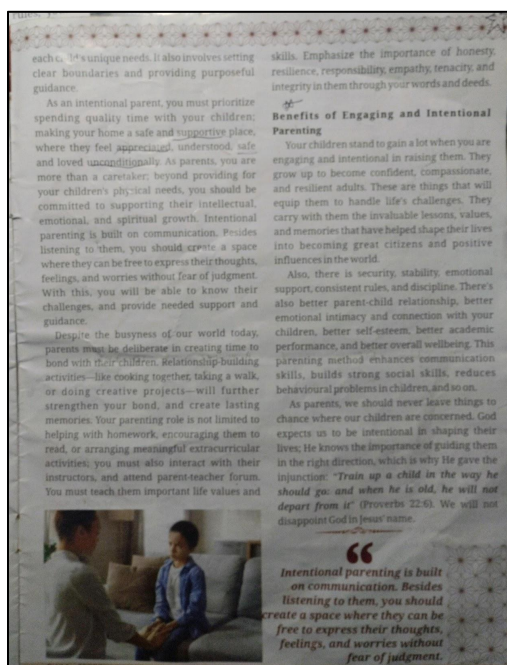 each child's unique needs. It also involves setting
clear boundaries and providing purposeful
guidance.
As an intentional parent, you must prioritize
spending quality time with your children;
making your home a safe and supportive place,
where they feel appreciated, understood, safe
and loved unconditionally. As parents, you are
more than a caretaker; beyond providing for
your children's physical needs, you should be
committed to supporting their intellectual,
emotional, and spiritual growth. Intentional
parenting is built on communication. Besides
listening to them, you should create a space
where they can be free to express their thoughts,
feelings, and worries without fear of judgment.
With this, you will be able to know their
challenges, and provide needed support and
guidance.
Despite the busyness of our world today,
parents must be deliberate in creating time to
bond with their children. Relationship-building
activities—like cooking together, taking a walk,
or doing creative projects—will further
strengthen your bond, and create lasting
memories. Your parenting role is not limited to
helping with homework, encouraging them to
read, or arranging meaningful extracurricular
activities; you must also interact with their
instructors, and attend parent-teacher forum.
You must teach them important life values and
skills. Emphasize the importance of honesty,
resilience, responsibility, empathy, tenacity, and
integrity in them through your words and deeds.
Benefits of Engaging and Intentional
Parenting
Your children stand to gain a lot when you are
engaging and intentional in raising them. They
grow up to become confident, compassionate,
and resilient adults. These are things that will
equip them to handle life's challenges. They
carry with them the invaluable lessons, values,
and memories that have helped shape their lives
into becoming great citizens and positive
influences in the world.
Also, there is security, stability, emotional
support, consistent rules, and discipline. There's
also better parent-child relationship, better
emotional intimacy and connection with your
children, better self-esteem, better academic
performance, and better overall wellbeing. This
parenting method enhances communication
skills, builds strong social skills, reduces
behavioural problems in children, and so on.
As parents, we should never leave things to
chance where our children are concerned. God
expects us to be intentional in shaping their
lives; He knows the importance of guiding them
in the right direction, which is why He gave the
injunction: "Train up a child in the way he
should go: and when he is old, he will not
depart from it" (Proverbs 22:6). We will not
disappoint God in Jesus' name.
“
Intentional parenting is built
on communication. Besides
listening to them, you should
create a space where they can be
free to express their thoughts,
feelings, and worries without
fear of judgment.